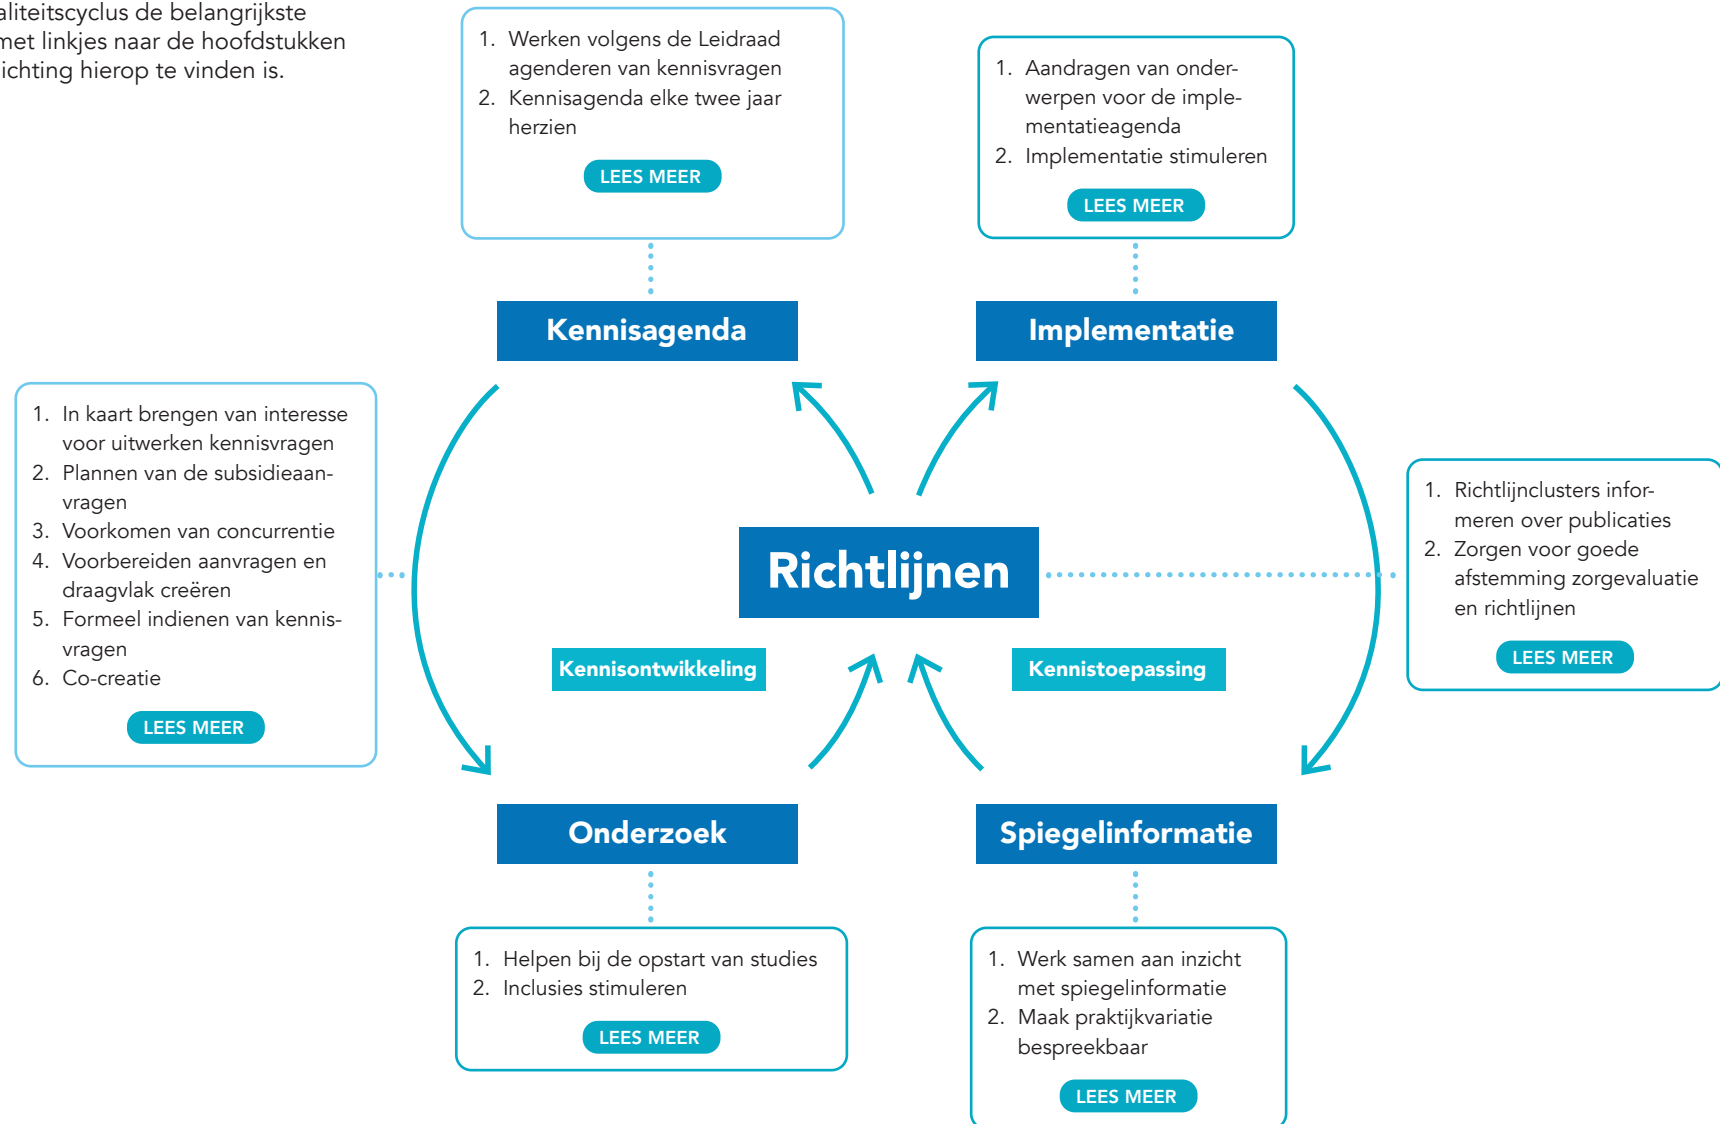 aliteitscyclus de belangrijkste
met linkjes naar de hoofdstukken
lichting hierop te vinden is.
1. Werken volgens de Leidraad
agenderen van kennisvragen
2. Kennisagenda elke twee jaar
herzien
LEES MEER
1. Aandragen van onder-
werpen voor de imple-
mentatieagenda
2. Implementatie stimuleren
LEES MEER
Kennisagenda
Implementatie
1. In kaart brengen van interesse
voor uitwerken kennisvragen
2. Plannen van de subsidieaan-
vragen
3. Voorkomen van concurrentie
4. Voorbereiden aanvragen en
draagvlak creëren
5. Formeel indienen van kennis-
vragen
6. Co-creatie
LEES MEER
Richtlijnen
Kennisontwikkeling
Kennistoepassing
1. Richtlijnclusters infor-
meren over publicaties
2. Zorgen voor goede
afstemming zorgevaluatie
en richtlijnen
LEES MEER
Onderzoek
Spiegelinformatie
1. Helpen bij de opstart van studies
2. Inclusies stimuleren
LEES MEER
1. Werk samen aan inzicht
met spiegelinformatie
2. Maak praktijkvariatie
bespreekbaar
LEES MEER